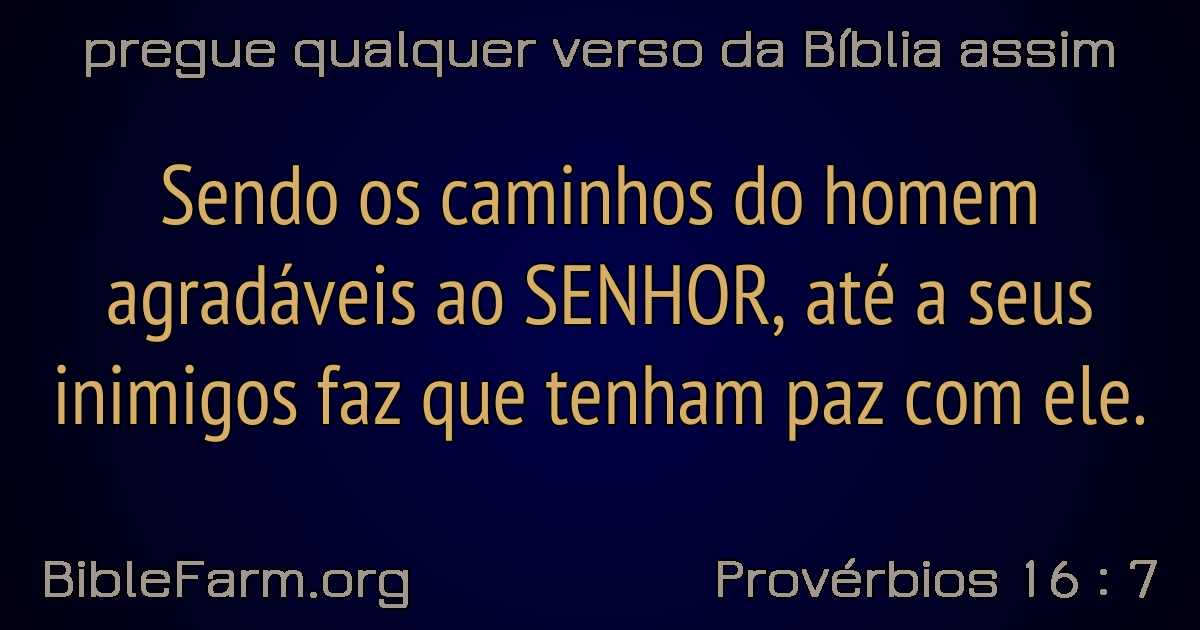 pregue qualquer verso da Bíblia assim
Sendo os caminhos do homem
agradáveis ao SENHOR, até a seus
inimigos faz que tenham paz com ele.
BibleFarm.org
Provérbios 16 : 7